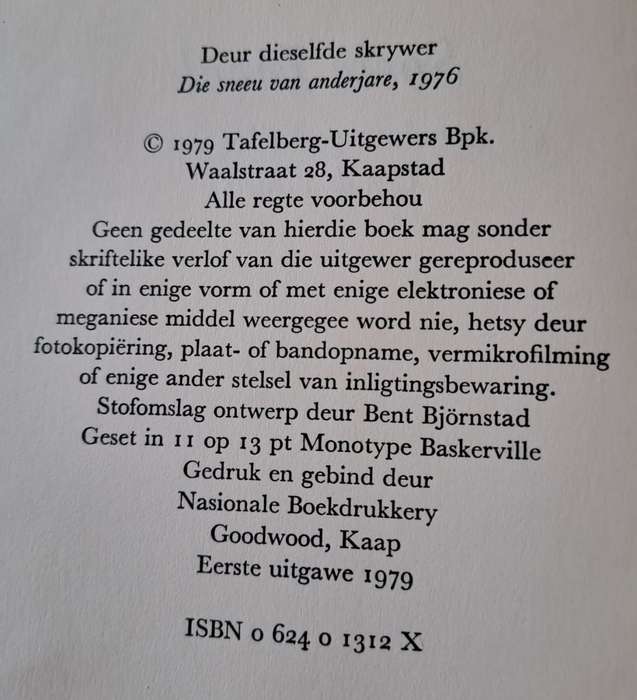 Deur dieselfde skrywer
Die sneeu van anderjare, 1976
© 1979 Tafelberg-Uitgewers Bpk.
Waalstraat 28, Kaapstad
Alle regte voorbehou
Geen gedeelte van hierdie boek mag sonder
skriftelike verlof van die uitgewer gereproduseer
of in enige vorm of met enige elektroniese of
meganiese middel weergegee word nie, hetsy deur
fotokopiëring, plaat- of bandopname, vermikrofilming
of enige ander stelsel van inligtingsbewaring.
Stofomslag ontwerp deur Bent Björnstad
Geset in 11 op 13 pt Monotype Baskerville
Gedruk en gebind deur
Nasionale Boekdrukkery
Goodwood, Kaap
Eerste uitgawe 1979
ISBN 0 624 0 1312 X